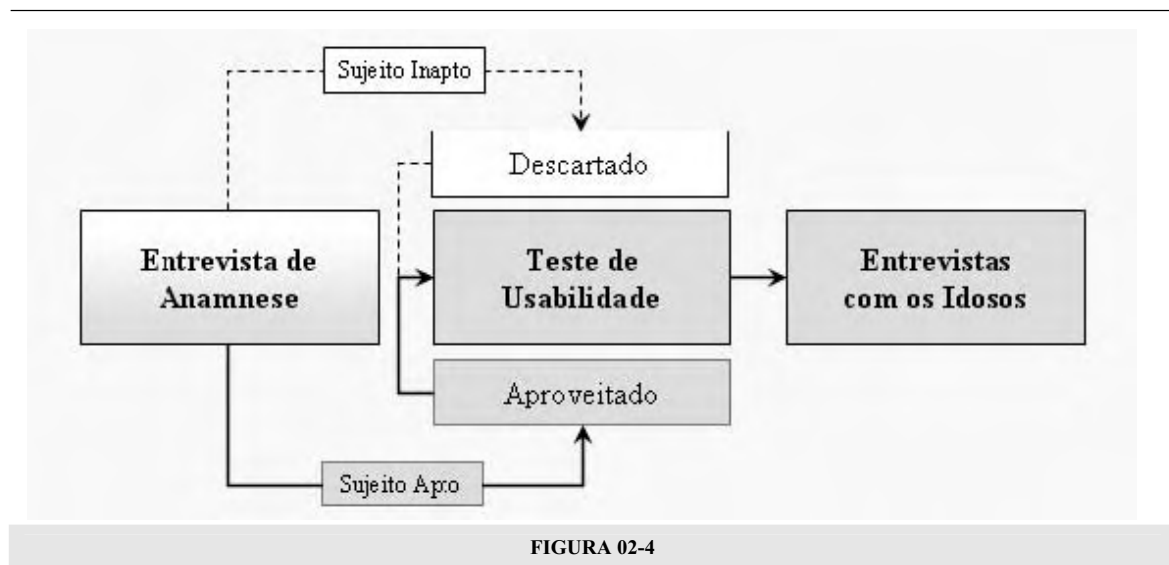 Sujeito Inapto
Descartado
Entrevista de
Anamnese
Teste de
Usabilidade
Entrevistas
com os Idosos
Aproveitado
Sujeito Apto
FIGURA 02-4